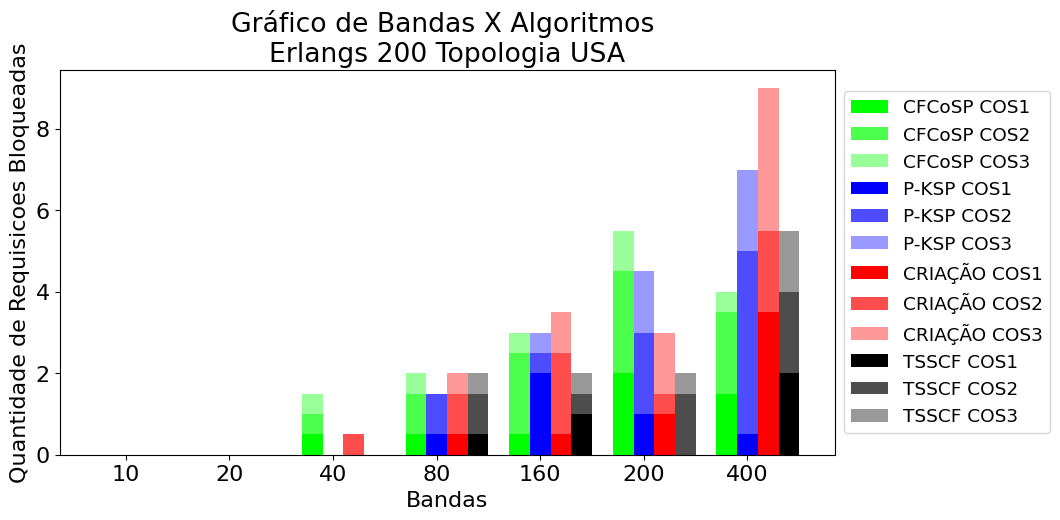 Gráfico de Bandas X Algoritmos
Erlangs 200 Topologia USA
Quantidade de Requisicoes Bloqueadas
8
6
4
2
0
10 20 40 80 160 200 400
Bandas
CFCoSP COS1
CFCoSP COS2
CFCoSP COS3
P-KSP COS1
P-KSP COS2
P-KSP COS3
CRIAÇÃO COS1
CRIAÇÃO COS2
CRIAÇÃO COS3
TSSCF COS1
TSSCF COS2
TSSCF COS3